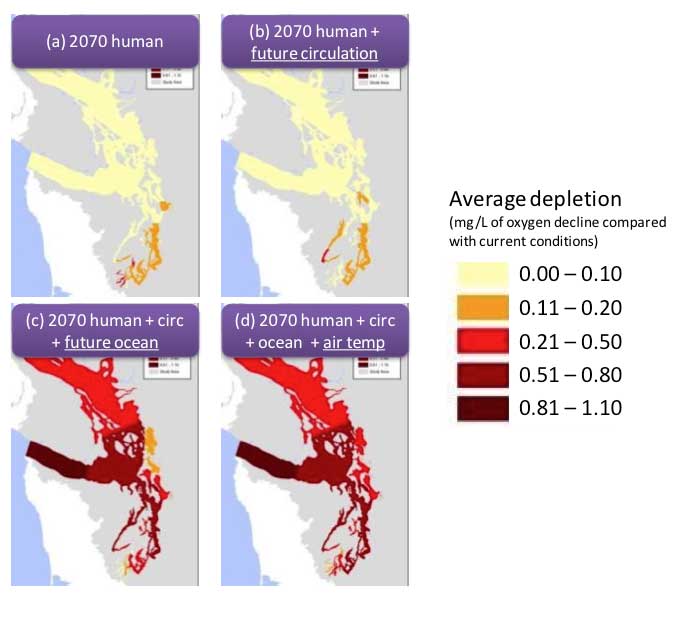 (a) 2070 human
(b) 2070 human +
future circulation
(c) 2070 human + circ
+ future ocean
(d) 2070 human + circ
+ ocean + air temp
Average depletion
(mg/L of oxygen decline compared
with current conditions)
0.00 – 0.10
0.11 – 0.20
0.21 – 0.50
0.51 – 0.80
0.81 – 1.10